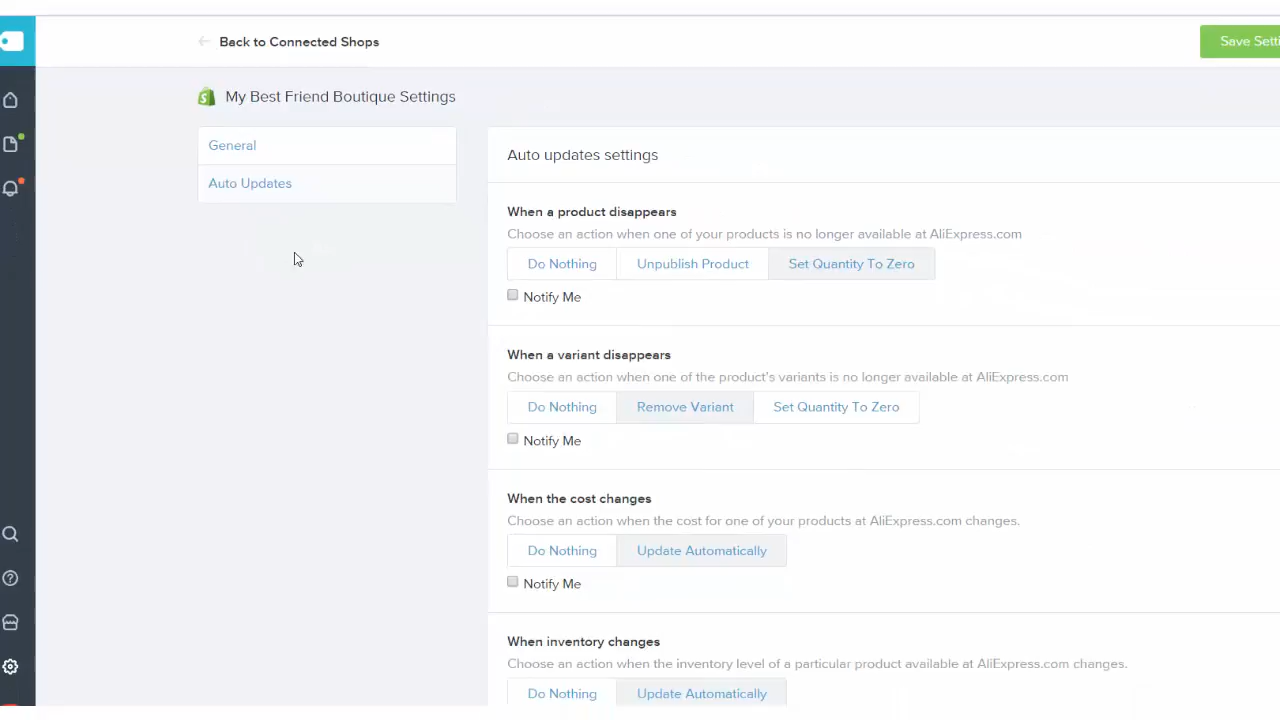 Back to Connected Shops
Save Setti
My Best Friend Boutique Settings
General
Auto Updates
Auto updates settings
When a product disappears
Choose an action when one of your products is no longer available at AliExpress.com
Do Nothing Unpublish Product Set Quantity To Zero
Notify Me
When a variant disappears
Choose an action when one of the product's variants is no longer available at AliExpress.com
Do Nothing Remove Variant Set Quantity To Zero
Notify Me
When the cost changes
Choose an action when the cost for one of your products at AliExpress.com changes.
Do Nothing Update Automatically
Notify Me
When inventory changes
Choose an action when the inventory level of a particular product available at AliExpress.com changes.
Do Nothing Update Automatically